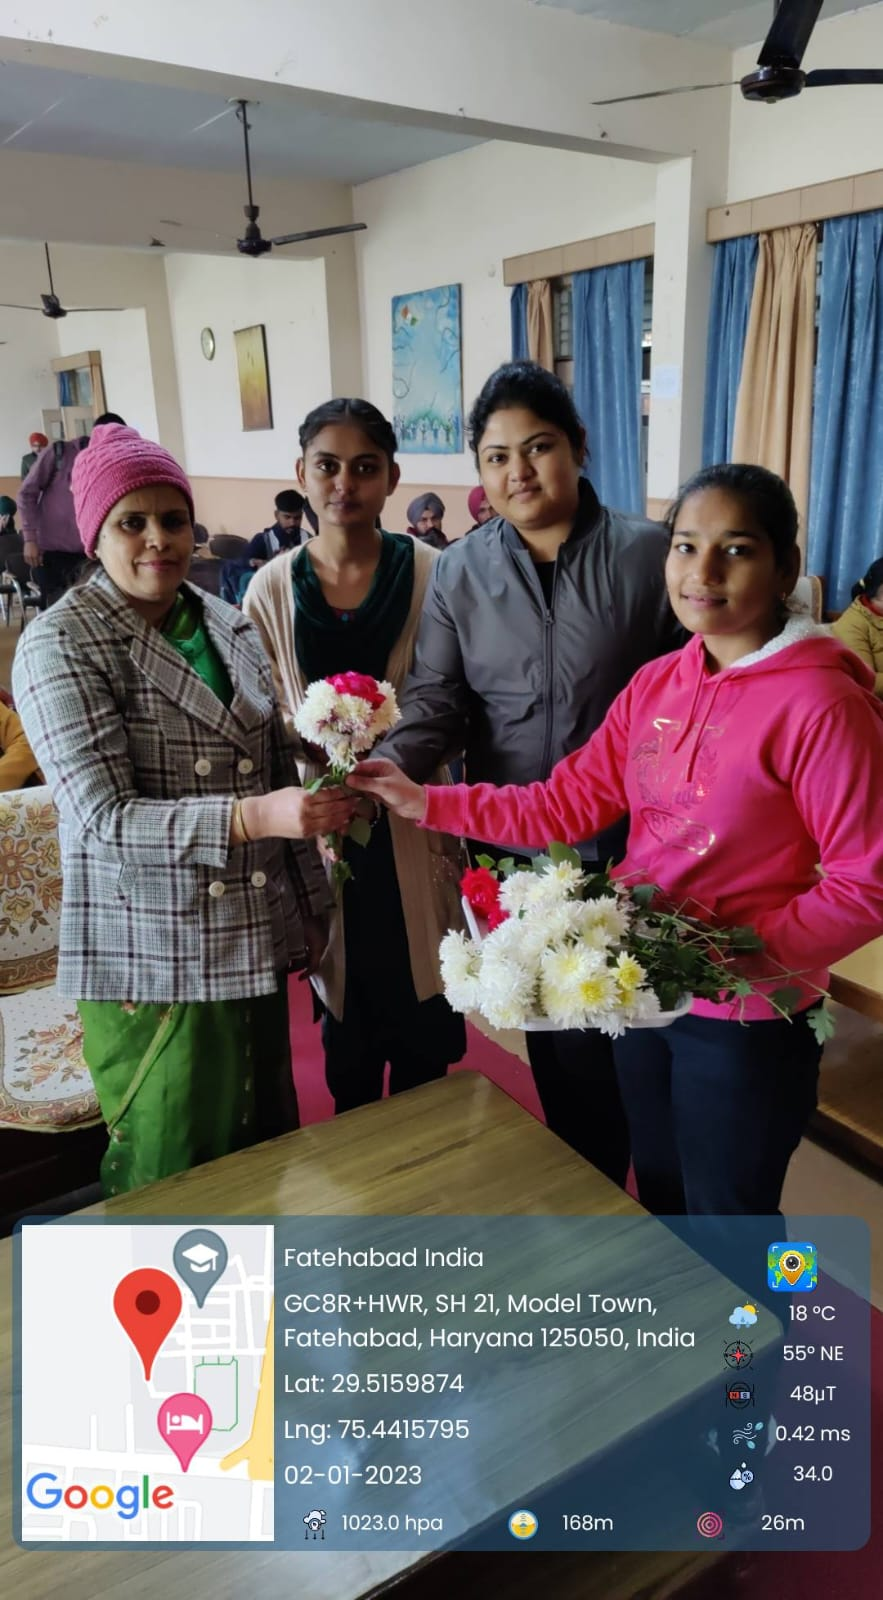 Fatehabad India
GC8R+HWR, SH 21, Model Town,
Fatehabad, Haryana 125050, India
Lat: 29.5159874
Lng: 75.4415795
02-01-2023
Google
18 °C
55° NE
48µT
0.42 ms
34.0
1023.0 hpa
168m
26m